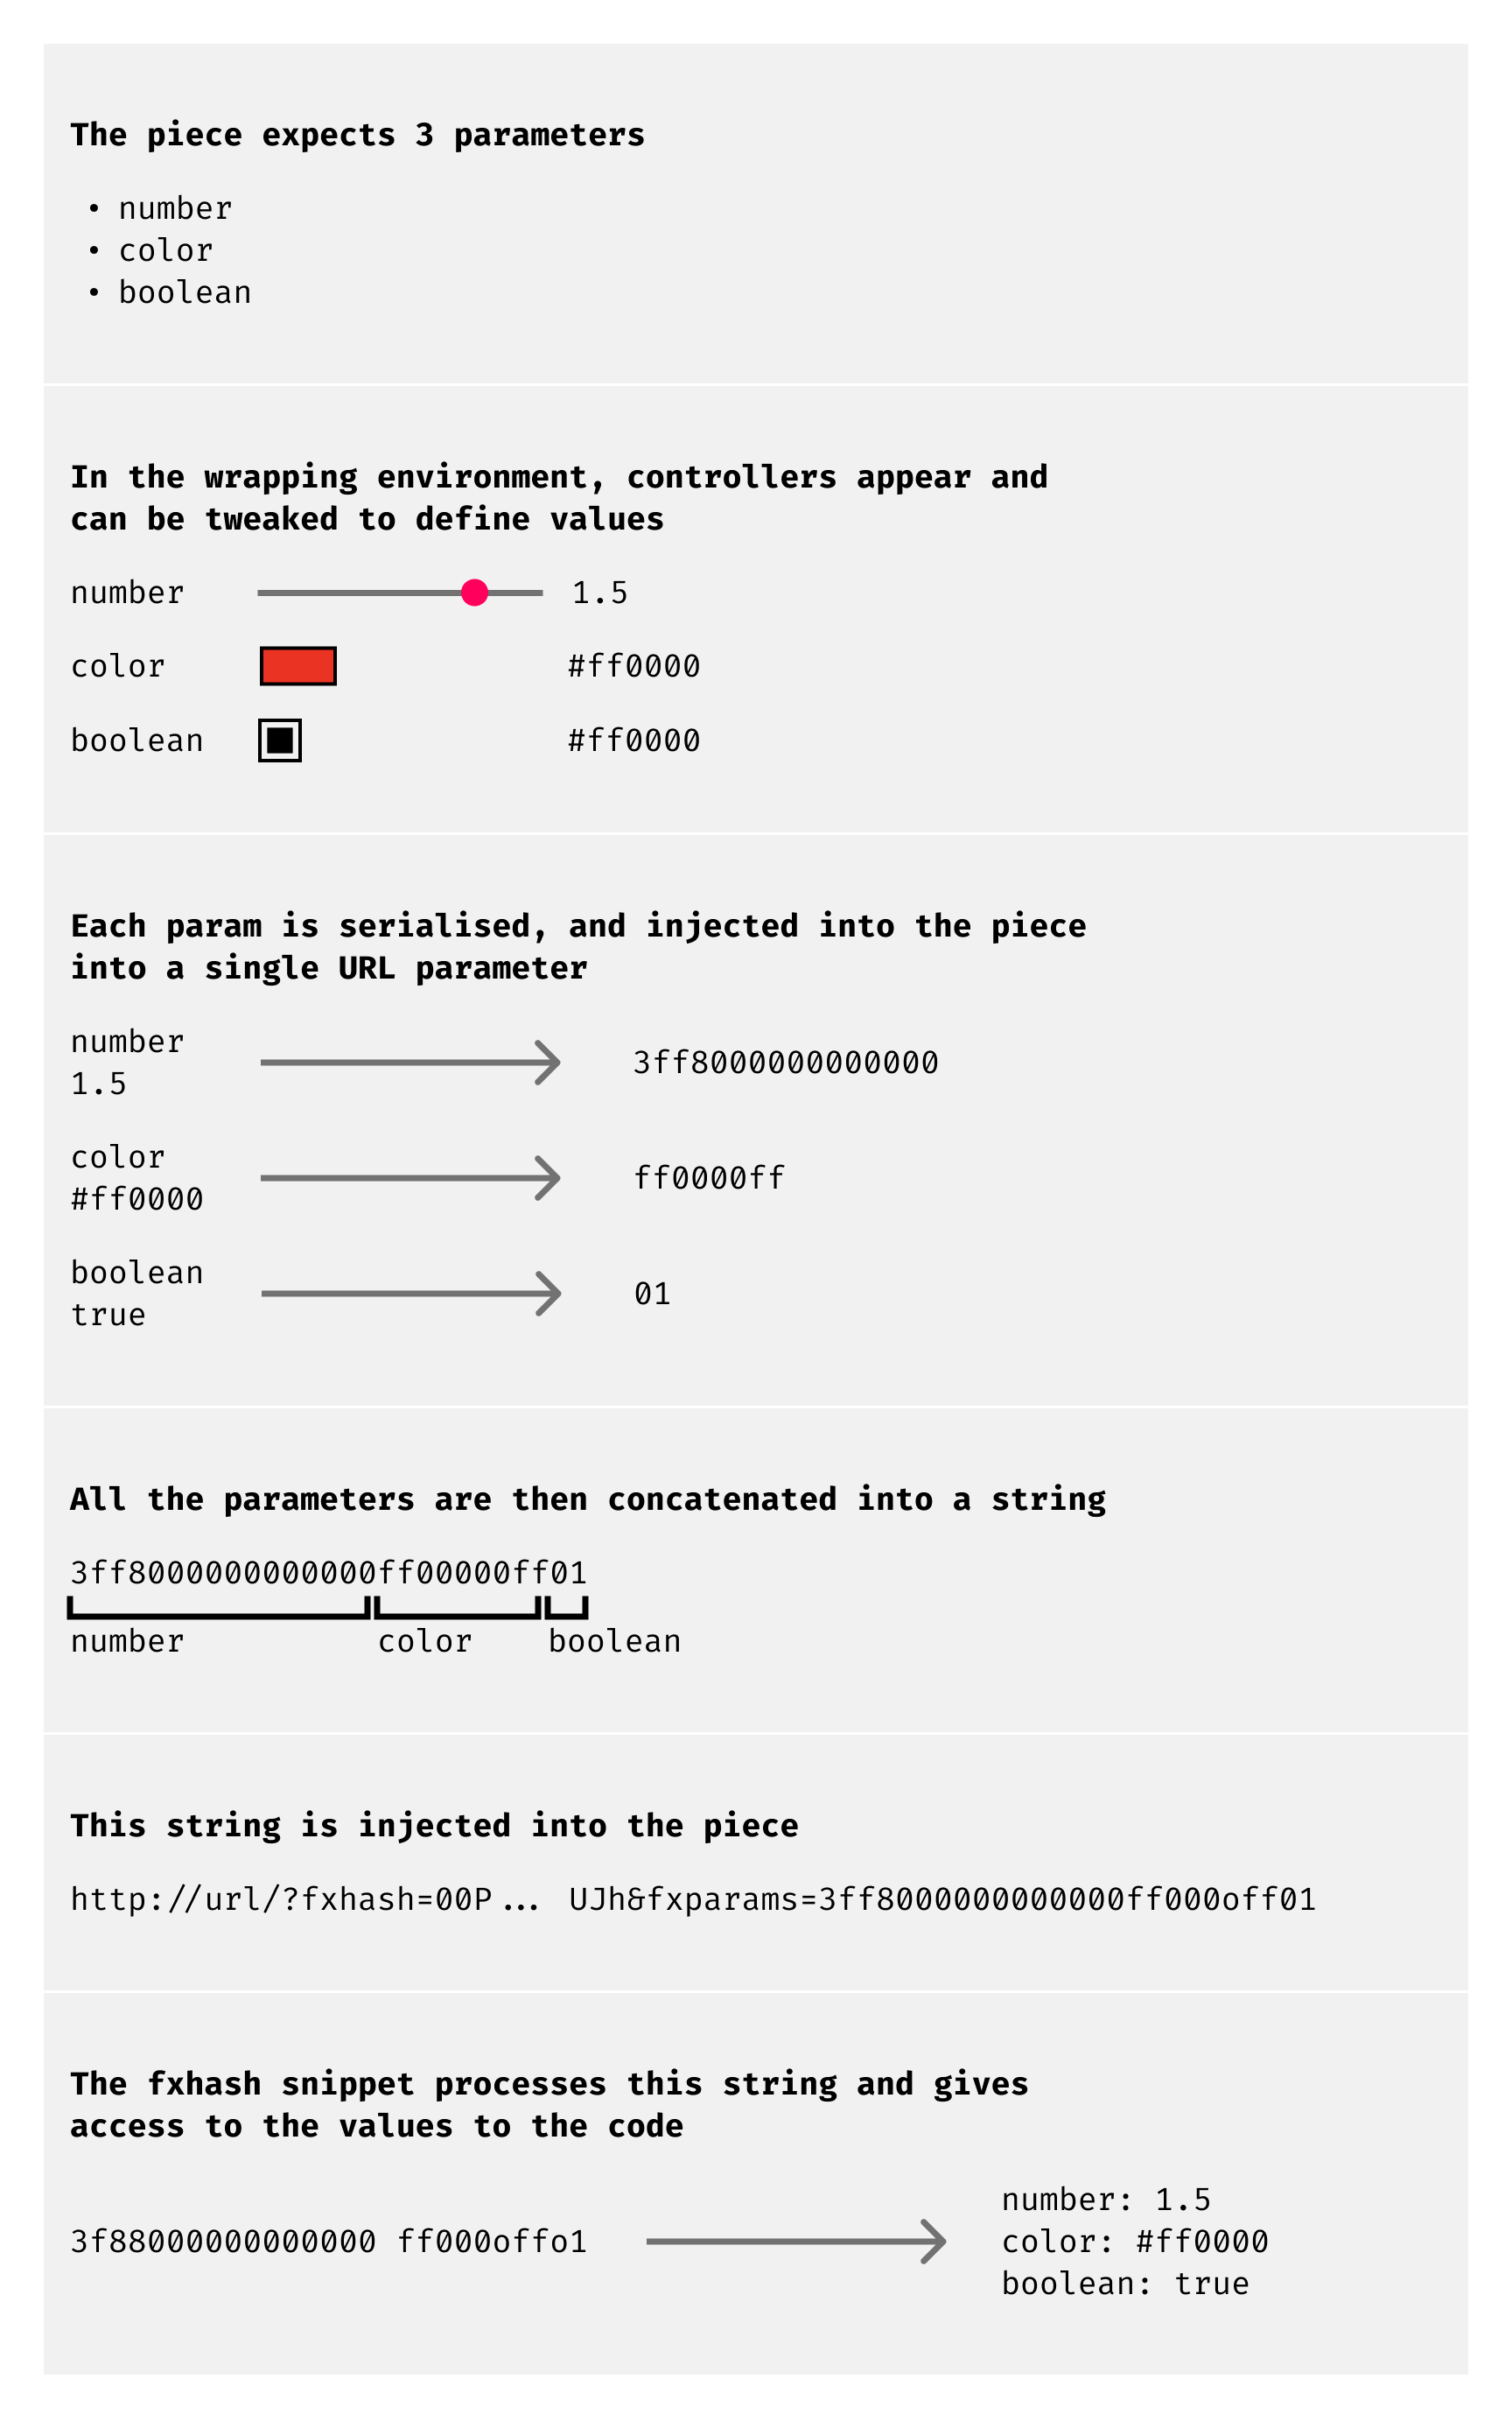 The piece expects 3 parameters
• number
• color
• boolean
In the wrapping environment, controllers appear and
can be tweaked to define values
number 1.5
color #ff0000
boolean #ff0000
Each param is serialised, and injected into the piece
into a single URL parameter
number
1.5
3ff8000000000000
color
#ff0000
ff0000ff
boolean
true
01
All the parameters are then concatenated into a string
3ff8000000000000ff00000ff01
number color boolean
This string is injected into the piece
http://url/?fxhash=00P... UJh&fxparams=3ff8000000000000ff000off01
The fxhash snippet processes this string and gives
access to the values to the code
3f88000000000000 ff000offo1
number: 1.5
color: #ff0000
boolean: true